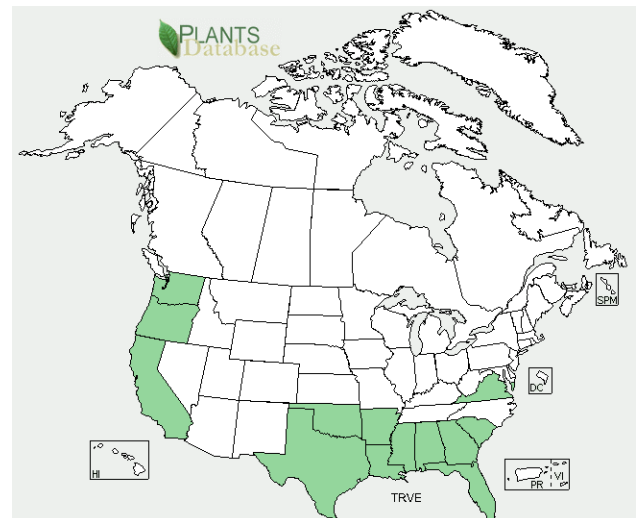 PLANTS
Database
SPM
DC
HI
PR
VI
TRVE